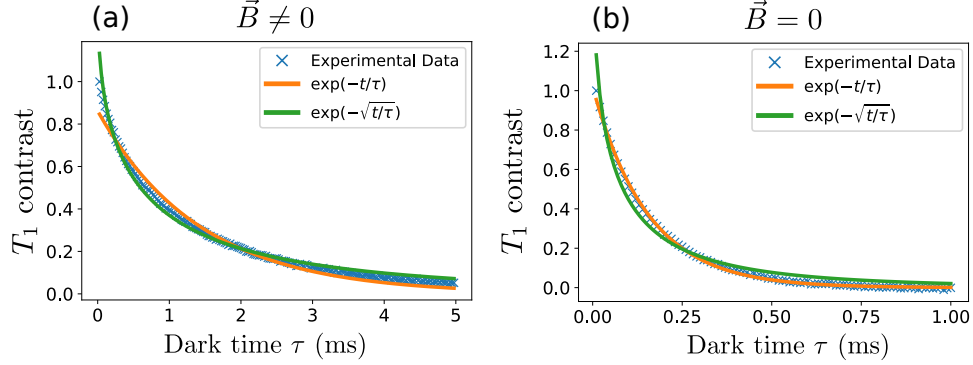 (a) B⃗ ≠ 0
T₁ contrast
1.0
0.8
0.6
0.4
0.2
0.0
Experimental Data
exp(−t/τ)
exp(−√t/τ)
0 1 2 3 4 5
Dark time τ (ms)
(b) B⃗ = 0
T₁ contrast
1.2
1.0
0.8
0.6
0.4
0.2
0.0
Experimental Data
exp(−t/τ)
exp(−√t/τ)
0.00 0.25 0.50 0.75 1.00
Dark time τ (ms)